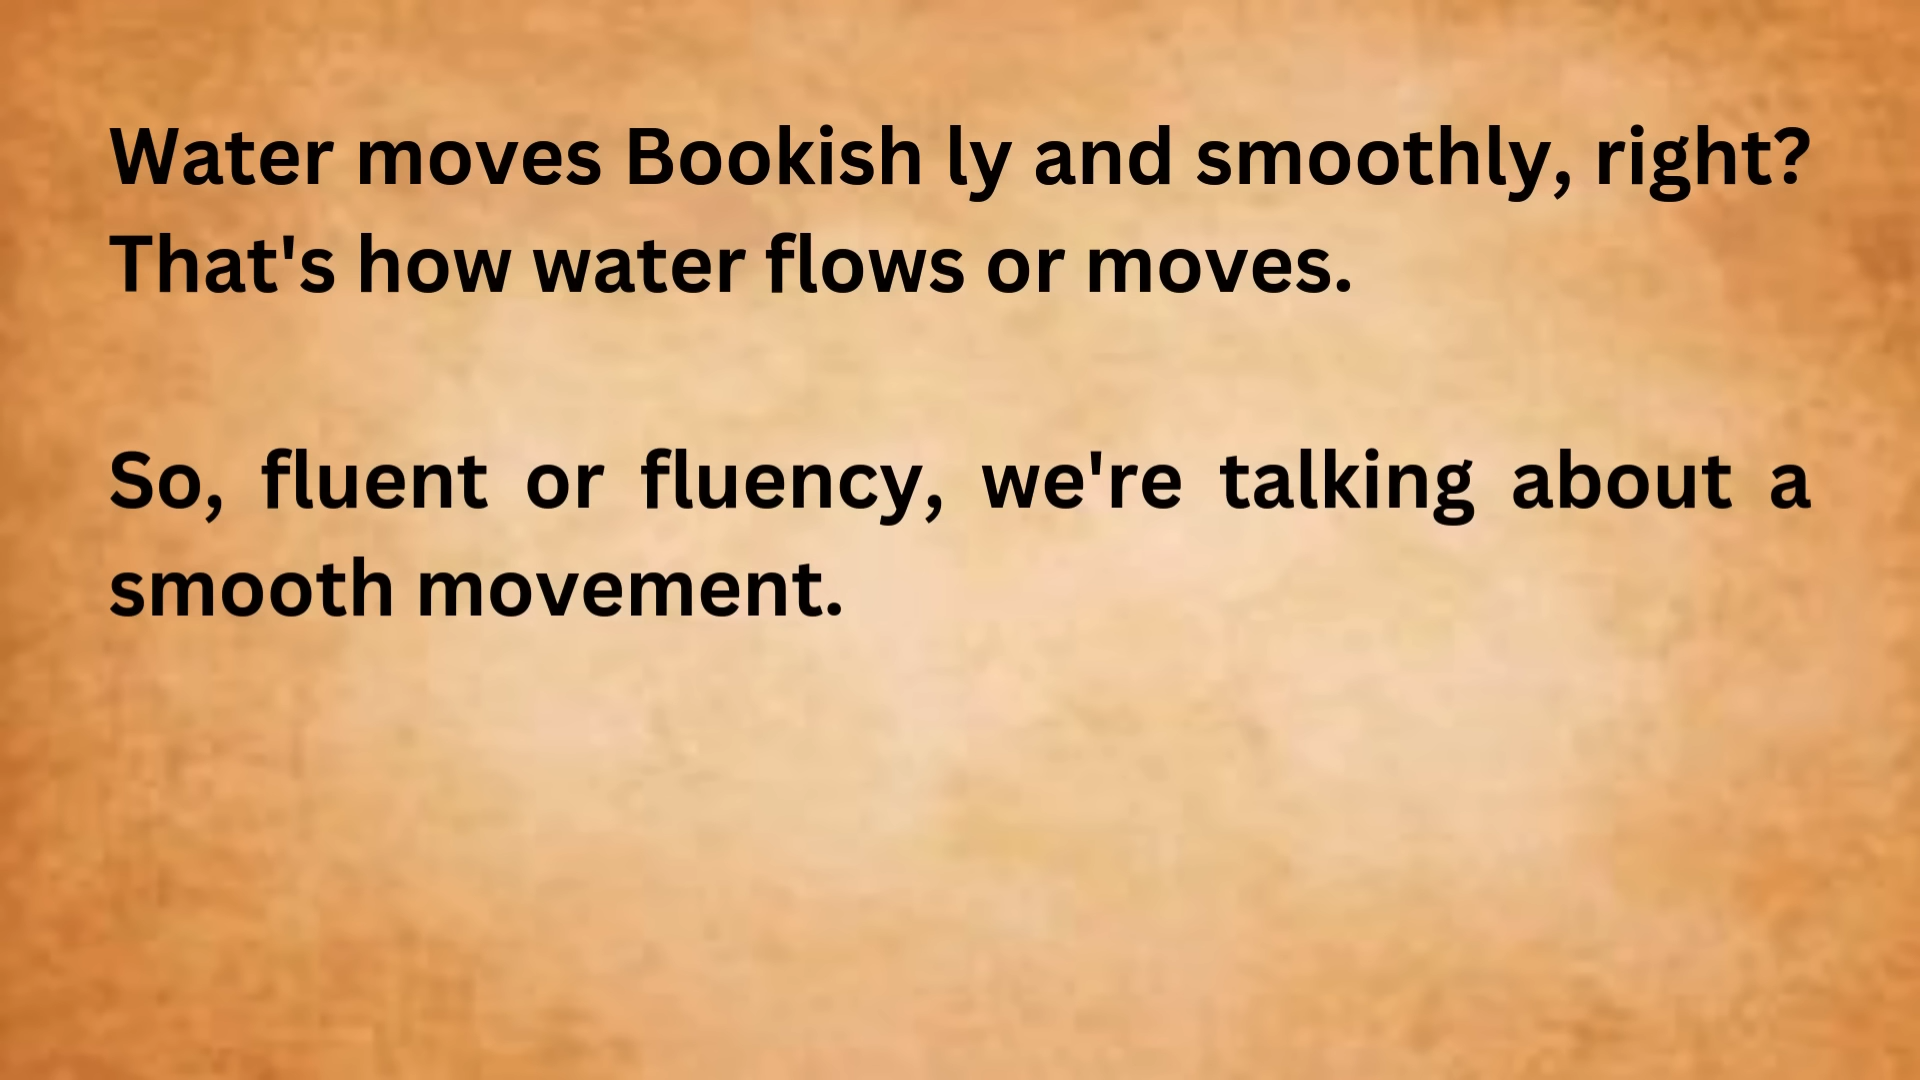 Water moves Bookish ly and smoothly, right?
That's how water flows or moves.
So, fluent or fluency, we're talking about a
smooth movement.